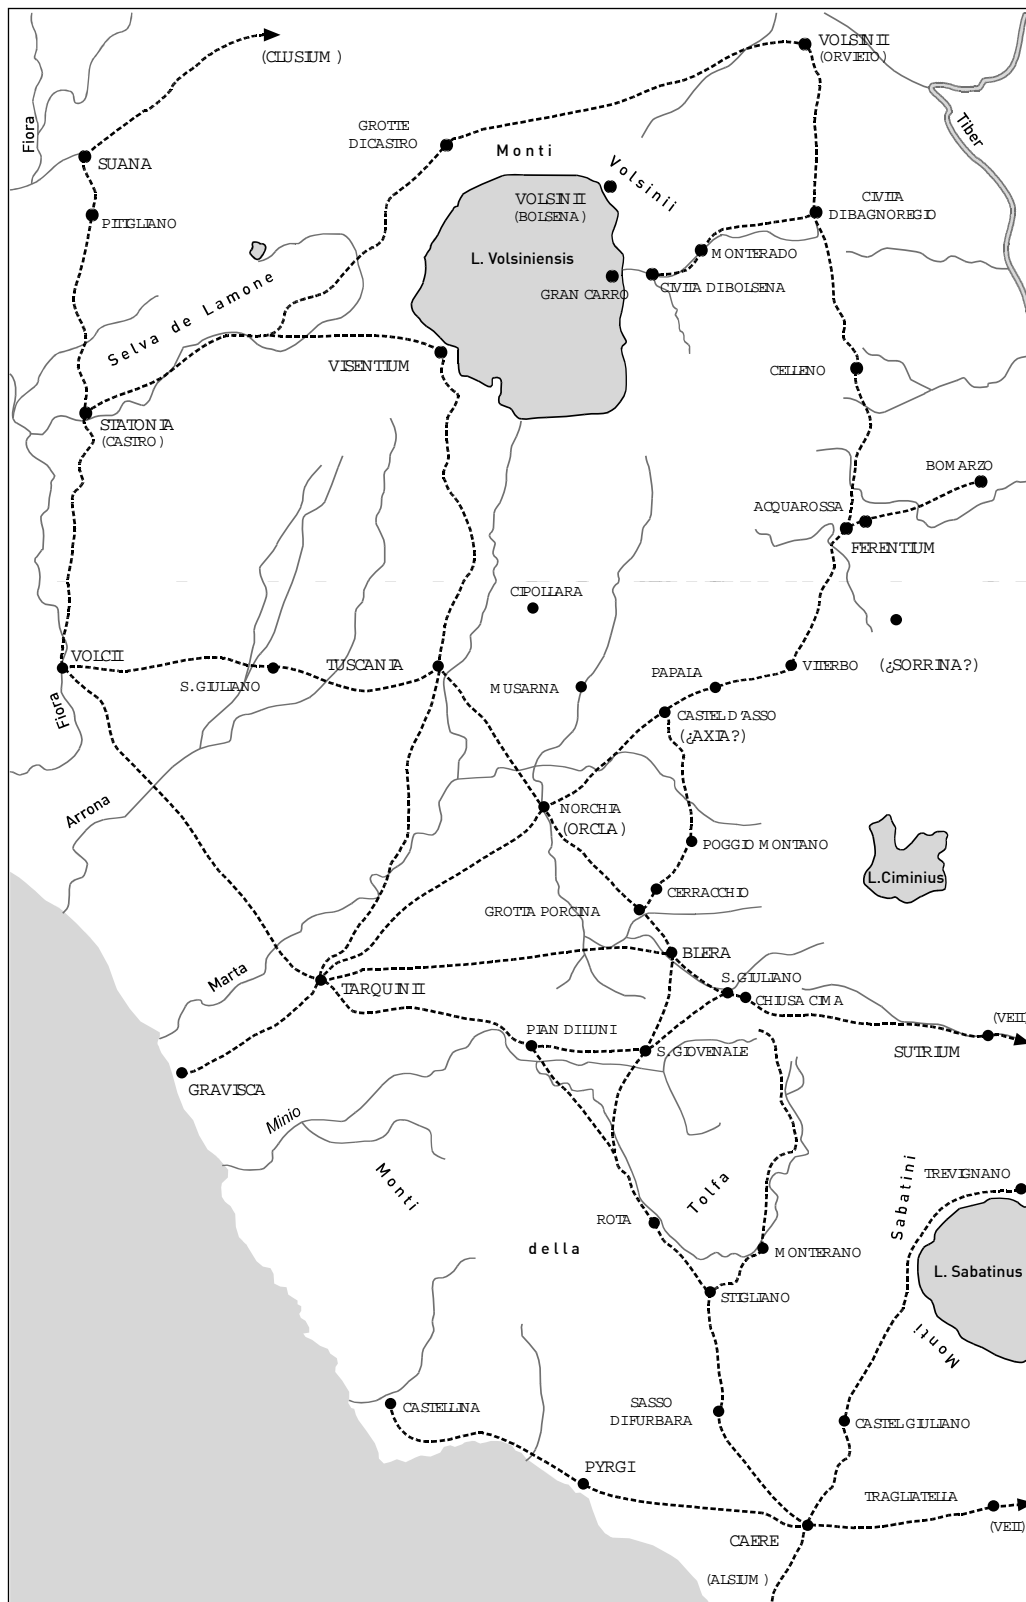 VOLSINII
(ORVIETO)
(CLUSIUM)
Fiora
Tiber
GROTTE
DI CASTRO
Monti
Volsinii
SUANA
VOLSINII
(BOLSENA)
CIVITA
DI BAGNOREGIO
PITIGLIANO
L. Volsiniensis
MONTERADO
GRAN CARRO
CIVITA DI BOLSENA
Selva de Lamone
VISENTIUM
CELLENO
STATONIA
(CASTRO)
BOMARZO
ACQUAROSSA
FERENTIUM
CIPOLLARA
VOLCII
S. GIULIANO
TUSCANIA
MUSARNA
PAPALA
VITERBO
(¿SORRINA?)
Fiora
CASTEL D'ASSO
(¿AXIA?)
Arrona
NORCHIA
(ORCLA)
POGGIO MONTANO
L.Ciminius
CERRACCHIO
GROTTA PORCINA
BLERA
Marta
TARQUINII
S. GIULIANO
CHIUSA CIMA
(VEII)
PIAN DI LUNI
S. GIOVENALE
SUTRIUM
GRAVISCA
Minio
Monti
della
Tolfa
Sabatini
TREVIGNANO
ROTA
MONTERANO
L. Sabatinus
STIGLIANO
Monti
CASTELLINA
SASSO
DI FURBARA
CASTEL GIULIANO
PYRGI
TRAGLIATELLA
(VEII)
CAERE
(ALSIUM)